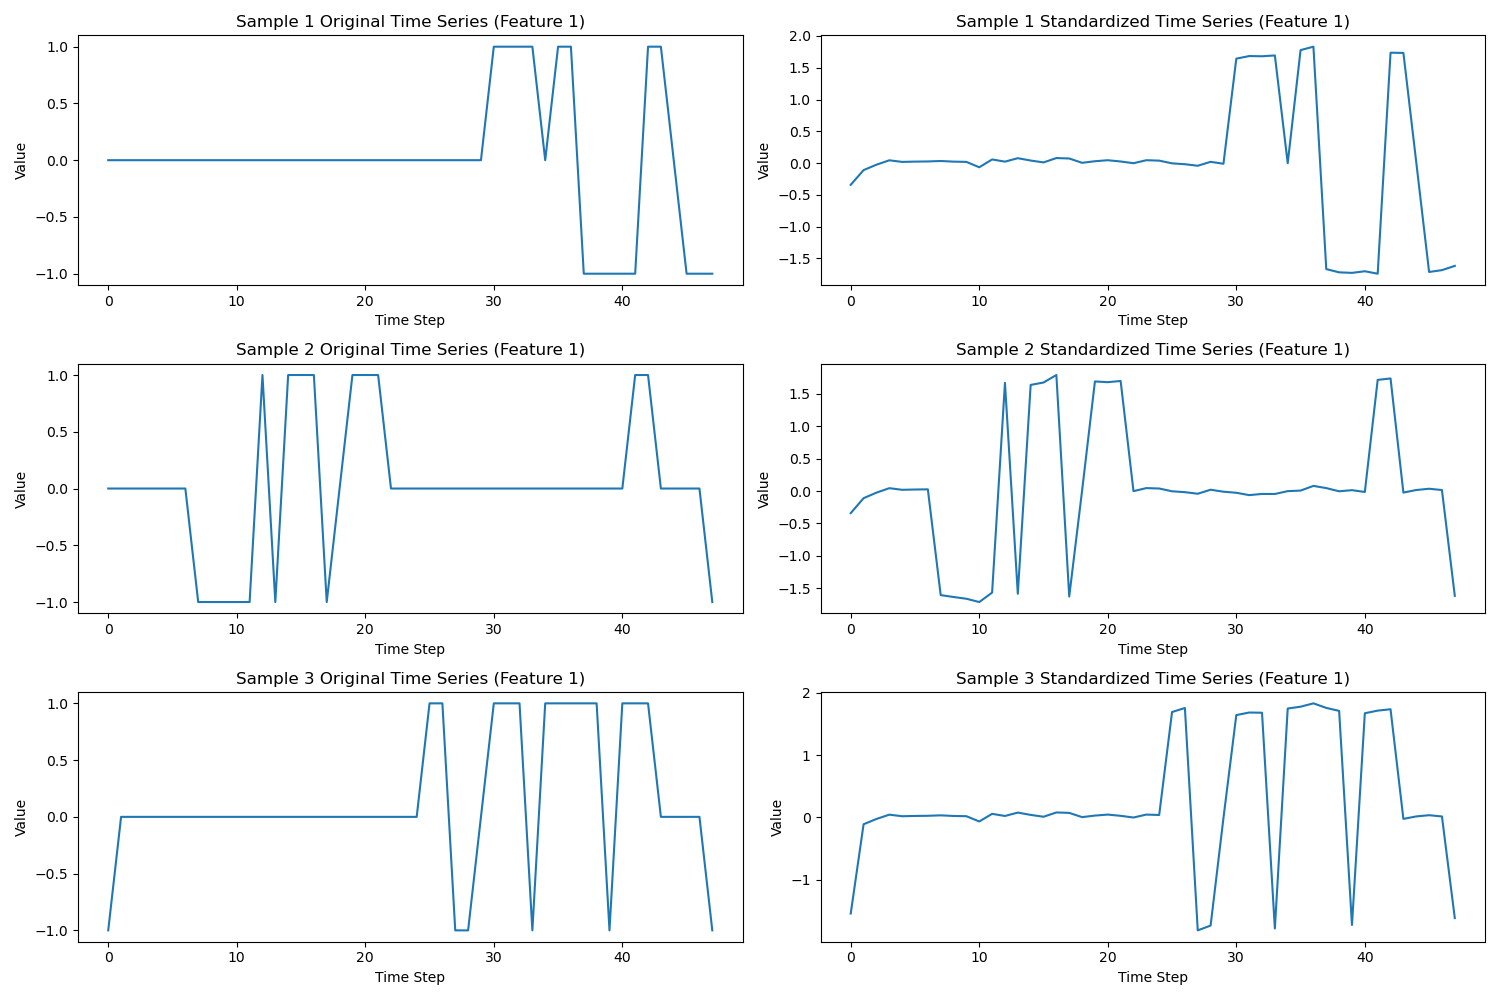 Sample 1 Original Time Series (Feature 1)
1.0
0.5
0.0
−0.5
−1.0
Value
0 10 20 30 40
Time Step
Sample 1 Standardized Time Series (Feature 1)
2.0
1.5
1.0
0.5
0.0
−0.5
−1.0
−1.5
Value
0 10 20 30 40
Time Step
Sample 2 Original Time Series (Feature 1)
1.0
0.5
0.0
−0.5
−1.0
Value
0 10 20 30 40
Time Step
Sample 2 Standardized Time Series (Feature 1)
1.5
1.0
0.5
0.0
−0.5
−1.0
−1.5
Value
0 10 20 30 40
Time Step
Sample 3 Original Time Series (Feature 1)
1.0
0.5
0.0
−0.5
−1.0
Value
0 10 20 30 40
Time Step
Sample 3 Standardized Time Series (Feature 1)
2
1
0
−1
Value
0 10 20 30 40
Time Step